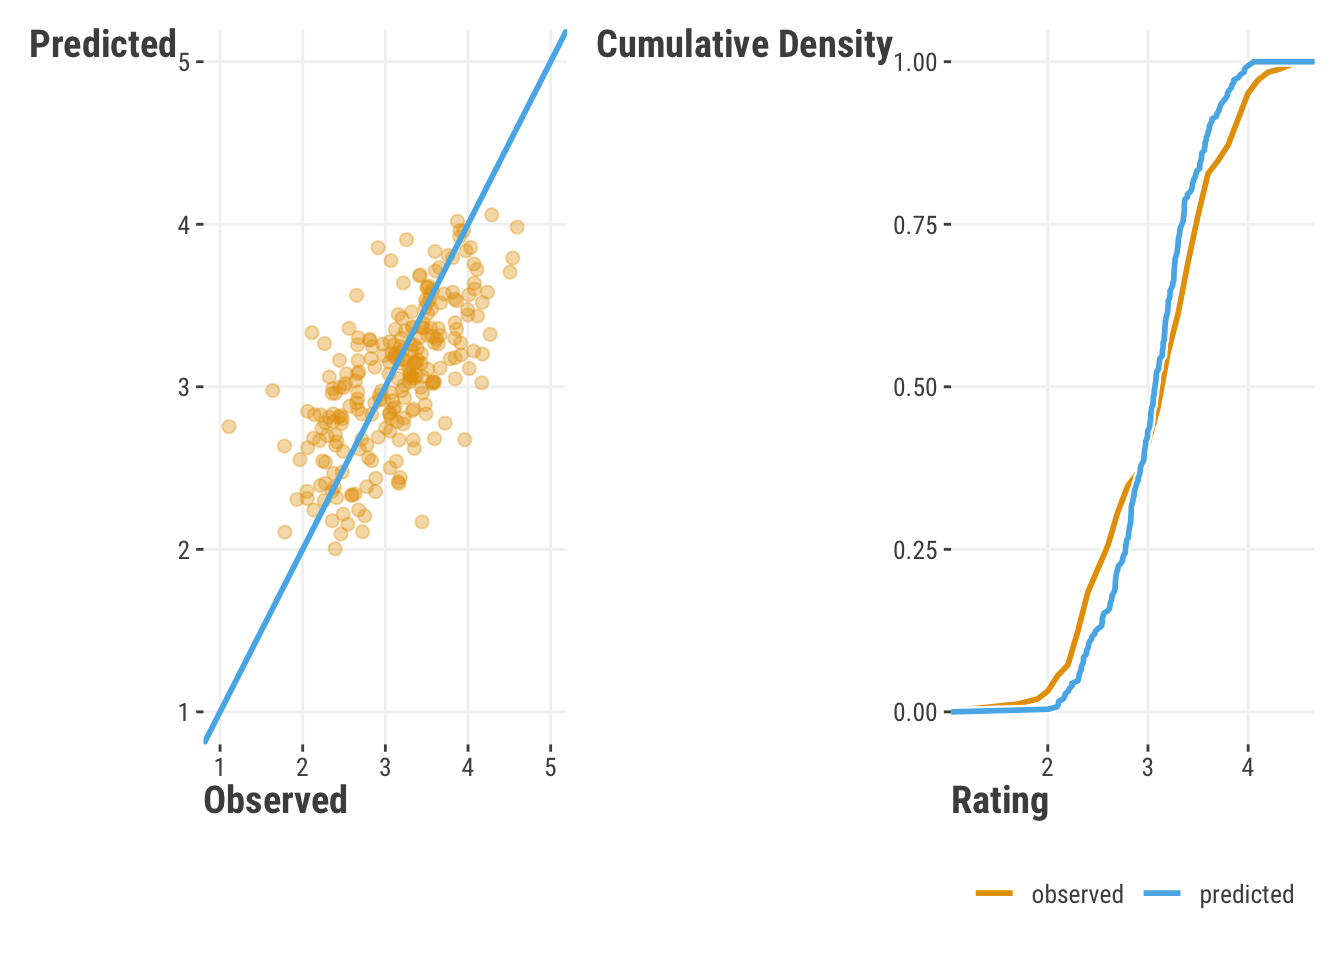 Predicted
5
4
3
2
1
1 2 3 4 5
Observed
Cumulative Density
1.00
0.75
0.50
0.25
0.00
2 3 4
Rating
observed predicted